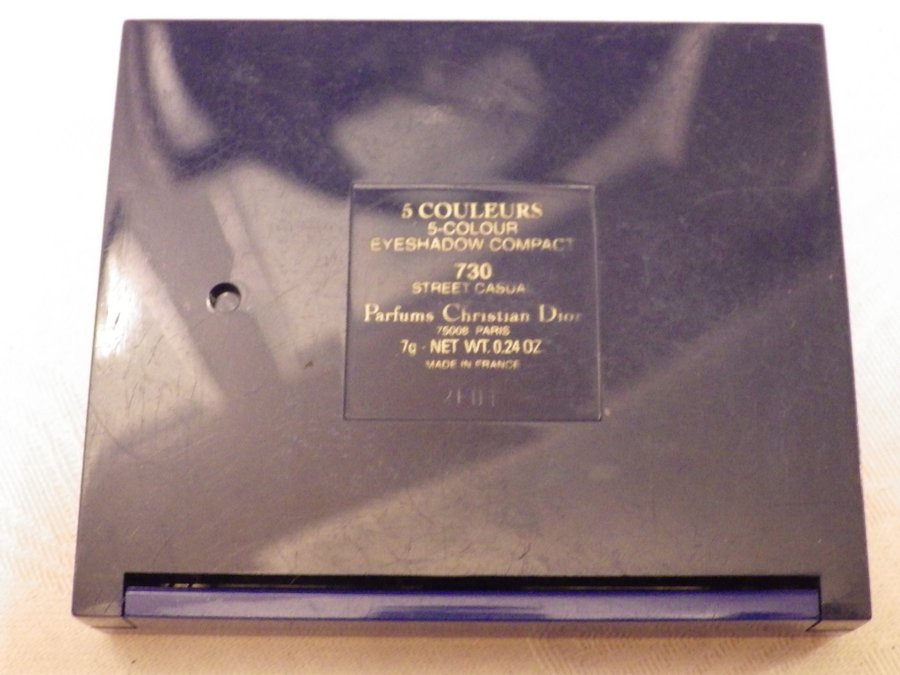 5 COULEURS
5-COLOUR
EYESHADOW COMPACT
730
STREET CASUA
Parfums Christian Dior
75008 PARIS
7g - NET WT. 0.24 OZ
MADE IN FRANCE